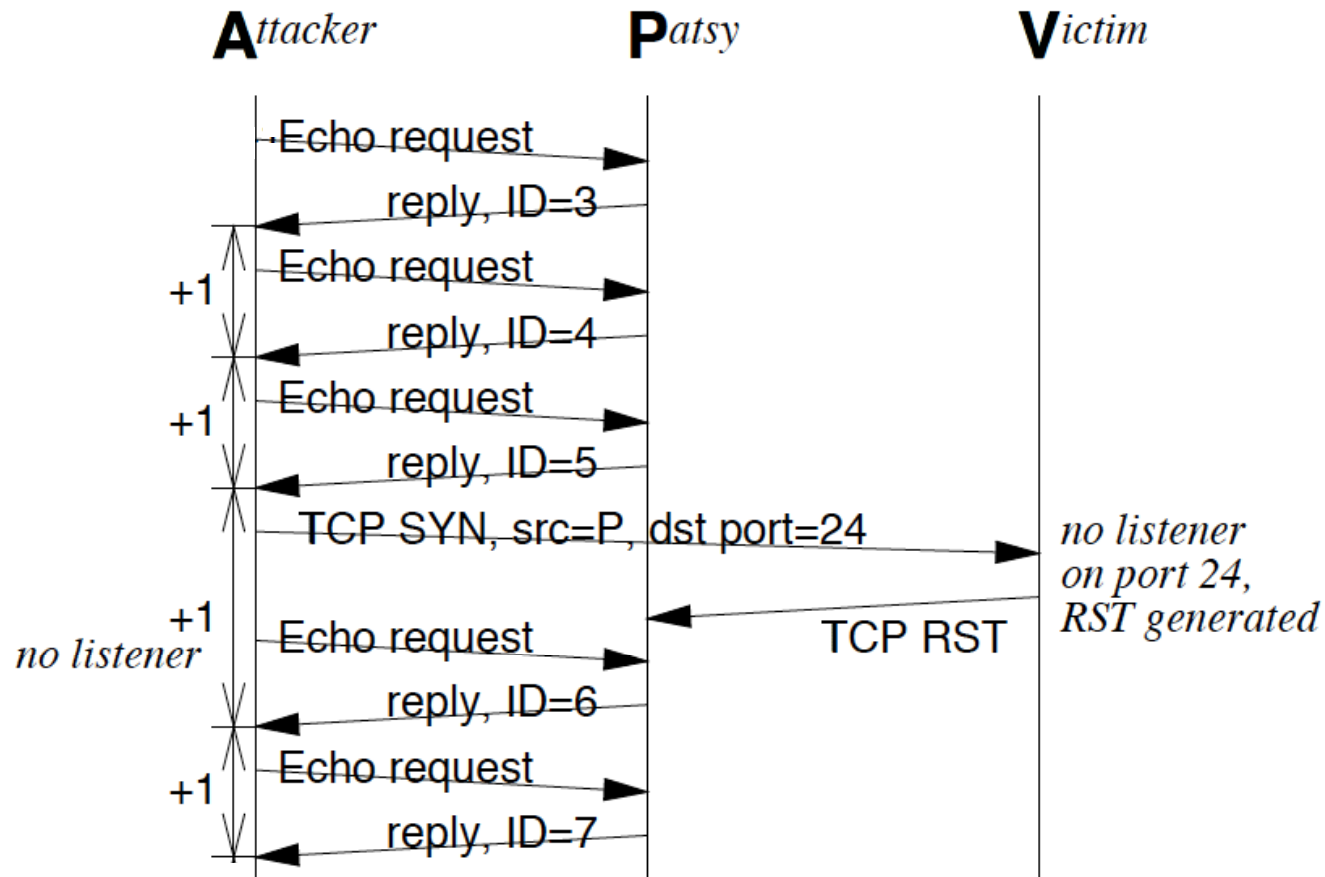 Attacker
Patsy
Victim
Echo request
reply, ID=3
+1
Echo request
reply, ID=4
+1
Echo request
reply, ID=5
TCP SYN, src=P, dst port=24
no listener
on port 24,
RST generated
TCP RST
+1
no listener
Echo request
reply, ID=6
+1
Echo request
reply, ID=7